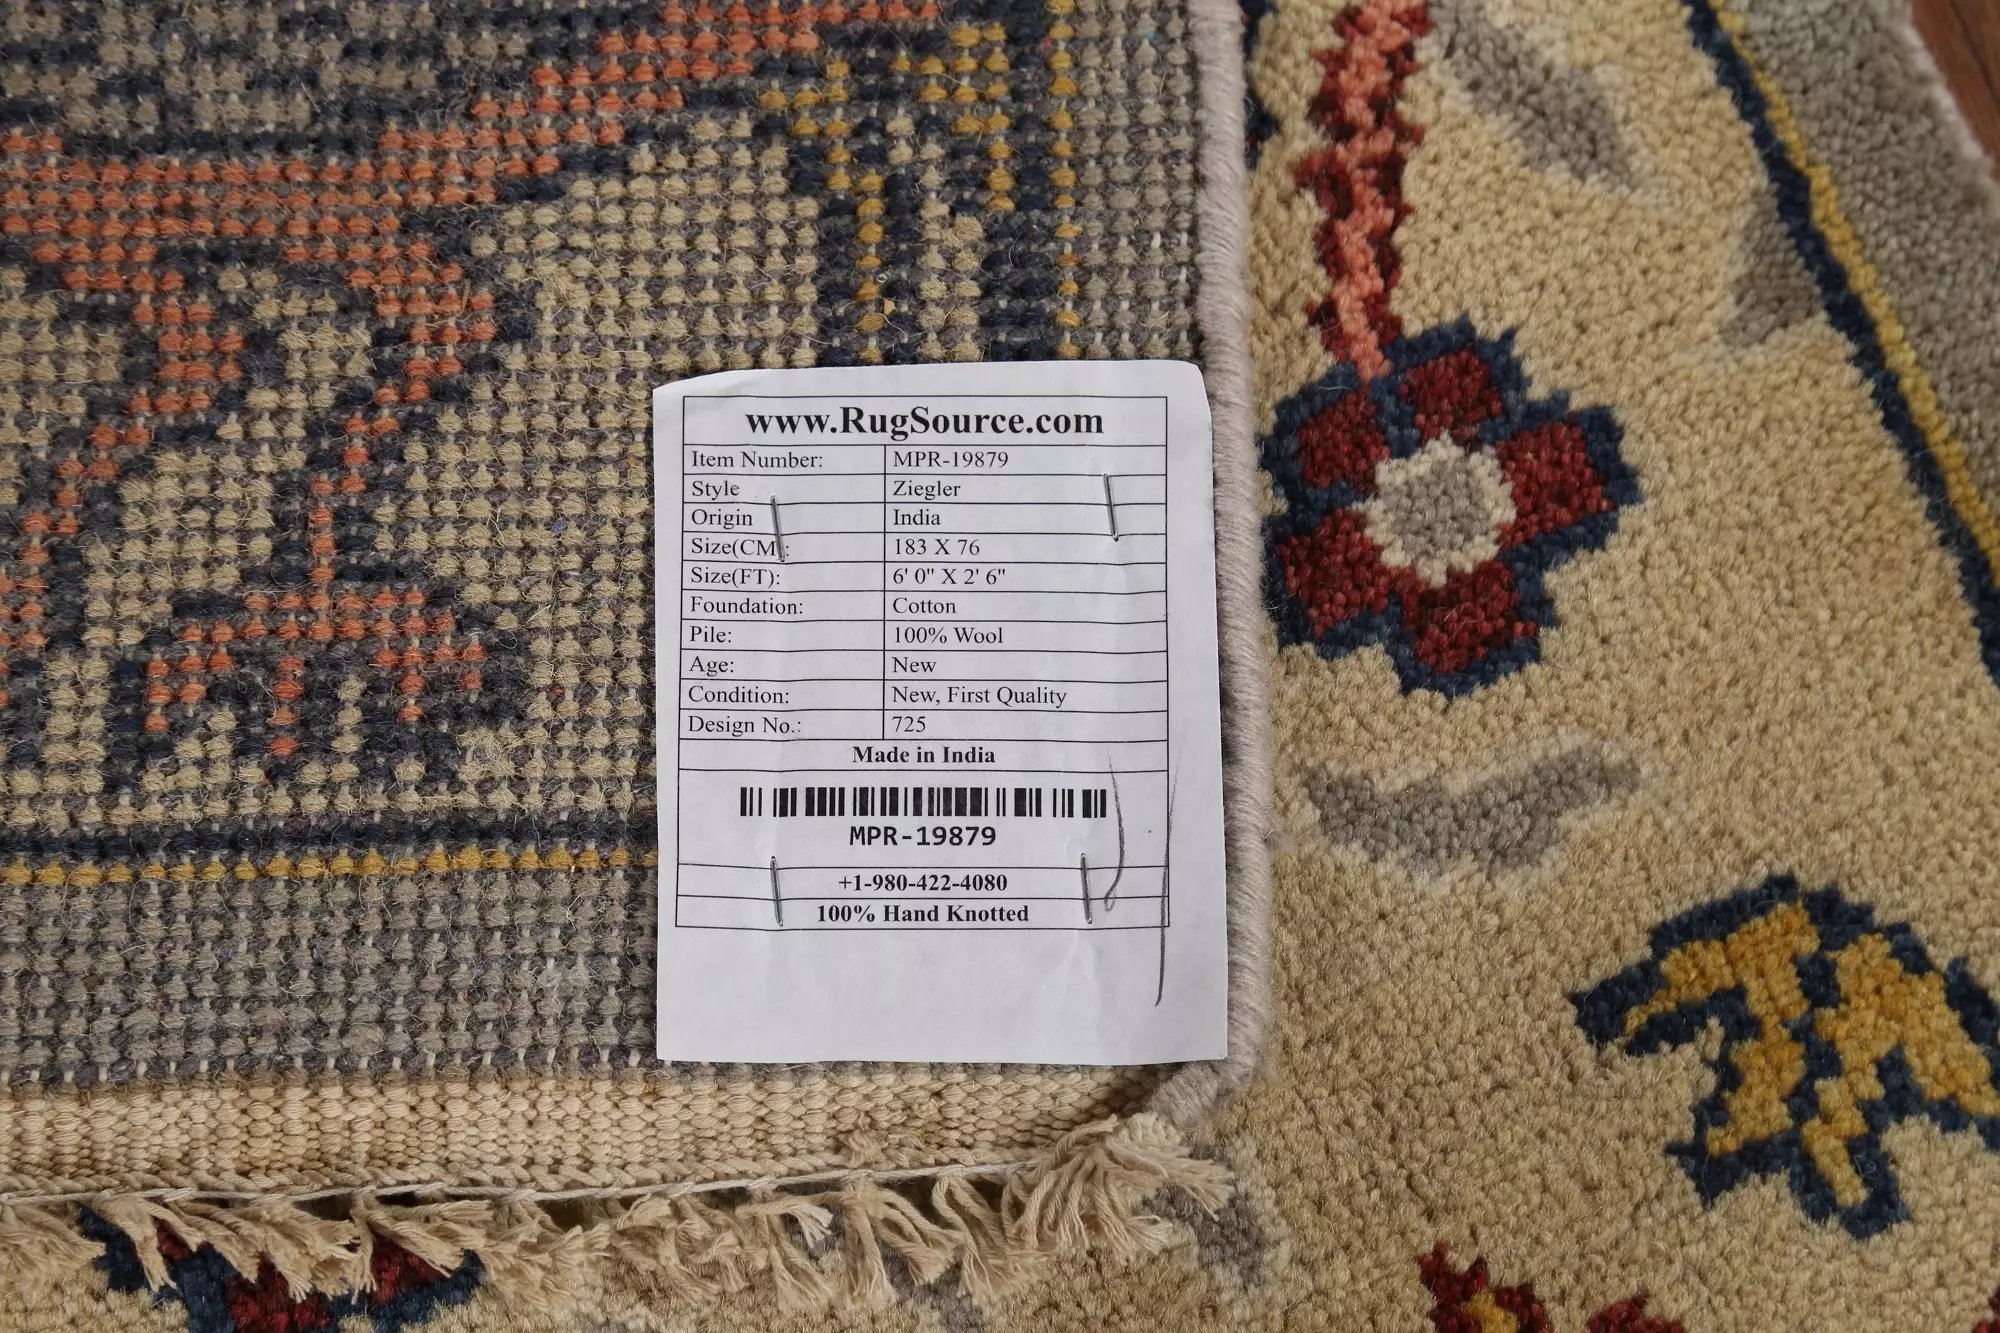 www.RugSource.com
Item Number: MPR-19879
Style Ziegler
Origin India
Size(CM): 183 X 76
Size(FT): 6' 0" X 2' 6"
Foundation: Cotton
Pile: 100% Wool
Age: New
Condition: New, First Quality
Design No.: 725
Made in India
MPR-19879
+1-980-422-4080
100% Hand Knotted